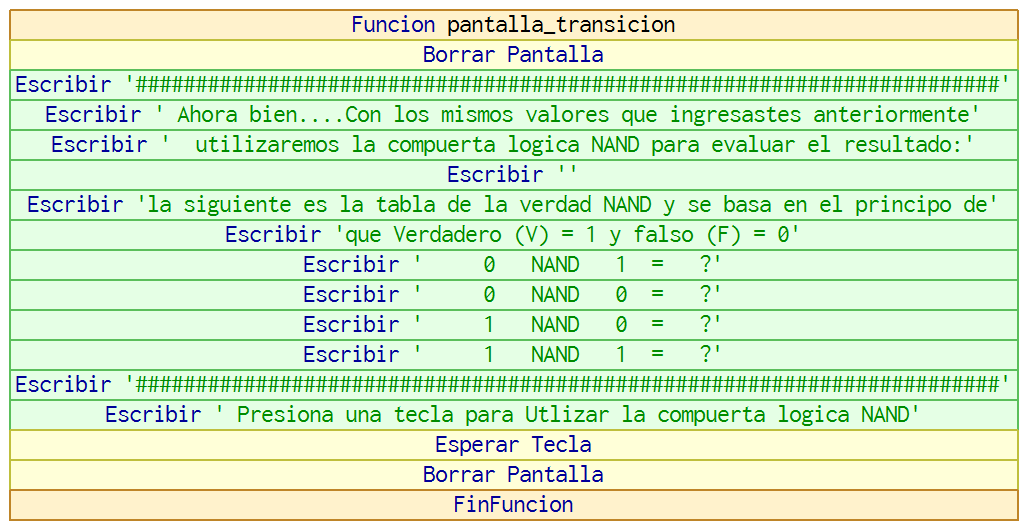 Funcion pantalla_transicion
Borrar Pantalla
Escribir '########################################################################'
Escribir ' Ahora bien....Con los mismos valores que ingresastes anteriormente'
Escribir '  utilizaremos la compuerta logica NAND para evaluar el resultado:'
Escribir ''
Escribir 'la siguiente es la tabla de la verdad NAND y se basa en el principo de'
Escribir 'que Verdadero (V) = 1 y falso (F) = 0'
Escribir '    0   NAND   1  =   ?'
Escribir '    0   NAND   0  =   ?'
Escribir '    1   NAND   0  =   ?'
Escribir '    1   NAND   1  =   ?'
Escribir '########################################################################'
Escribir ' Presiona una tecla para Utlizar la compuerta logica NAND'
Esperar Tecla
Borrar Pantalla
FinFuncion